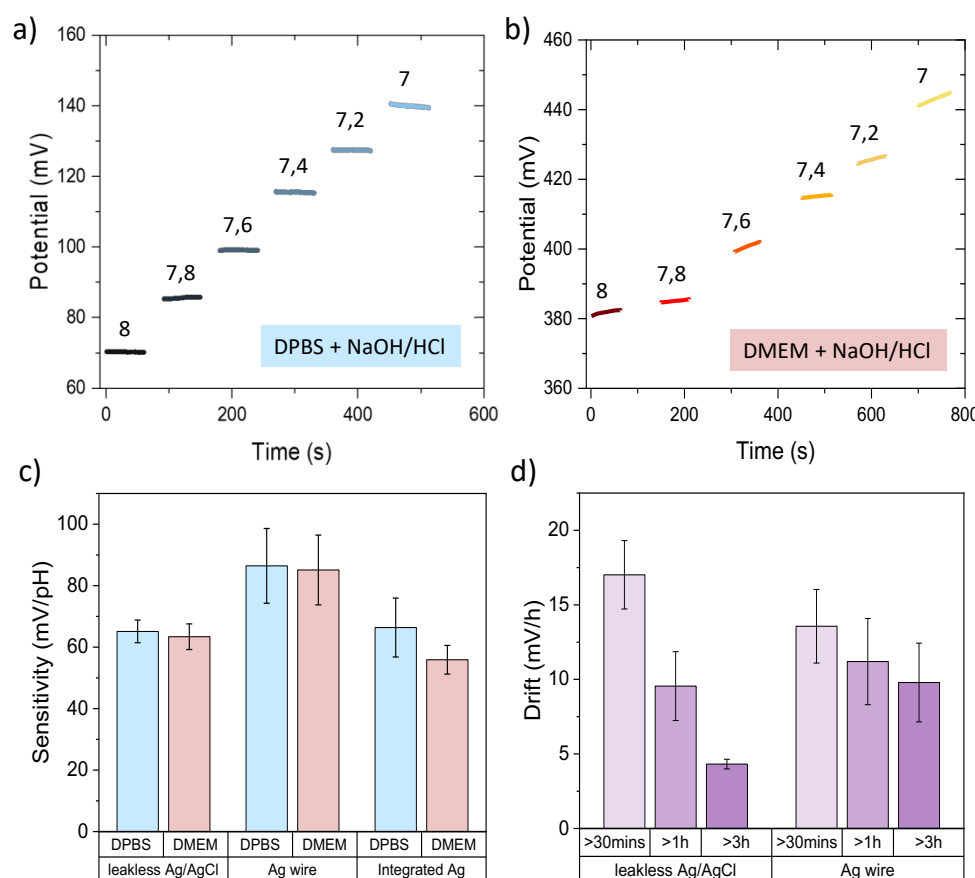 a)
160
140
120
100
80
60
Potential (mV)
8
7,8
7,6
7,4
7,2
7
DPBS + NaOH/HCl
0
200
400
600
Time (s)
b)
460
440
420
400
380
360
Potential (mV)
8
7,8
7,6
7,4
7,2
7
DMEM + NaOH/HCl
0
200
400
600
800
Time (s)
c)
100
80
60
40
20
0
Sensitivity (mV/pH)
DPBS DMEM DPBS DMEM DPBS DMEM
leakless Ag/AgCl Ag wire Integrated Ag
d)
20
15
10
5
0
Drift (mV/h)
>30mins >1h >3h >30mins >1h >3h
leakless Ag/AgCl Ag wire